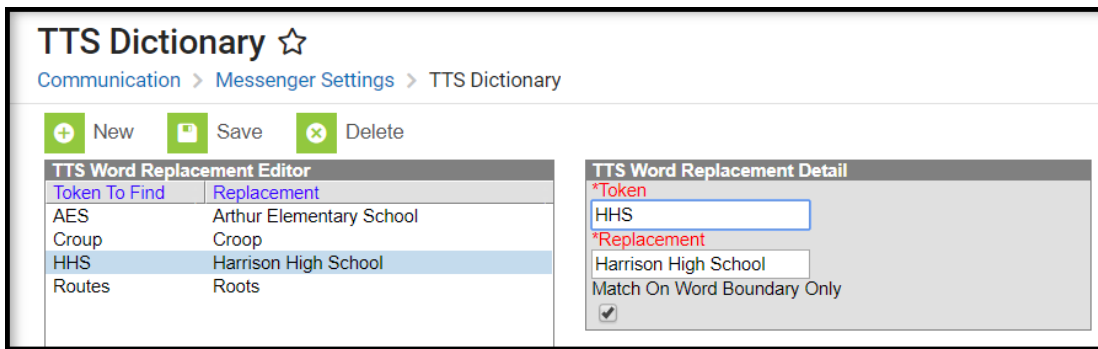 TTS Dictionary
Communication > Messenger Settings > TTS Dictionary
New Save Delete
TTS Word Replacement Editor
Token To Find Replacement
AES Arthur Elementary School
Croup Croop
HHS Harrison High School
Routes Roots
TTS Word Replacement Detail
*Token
HHS
*Replacement
Harrison High School
Match On Word Boundary Only